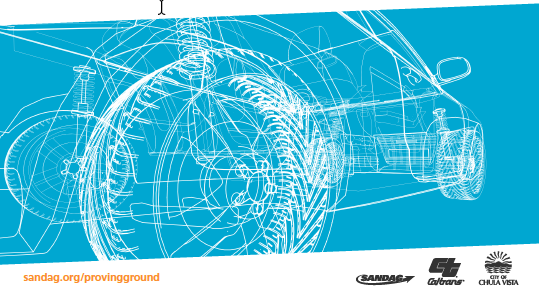 sandag.org/provingground
SANDAG
Caltrans
CITY OF
CHULA VISTA